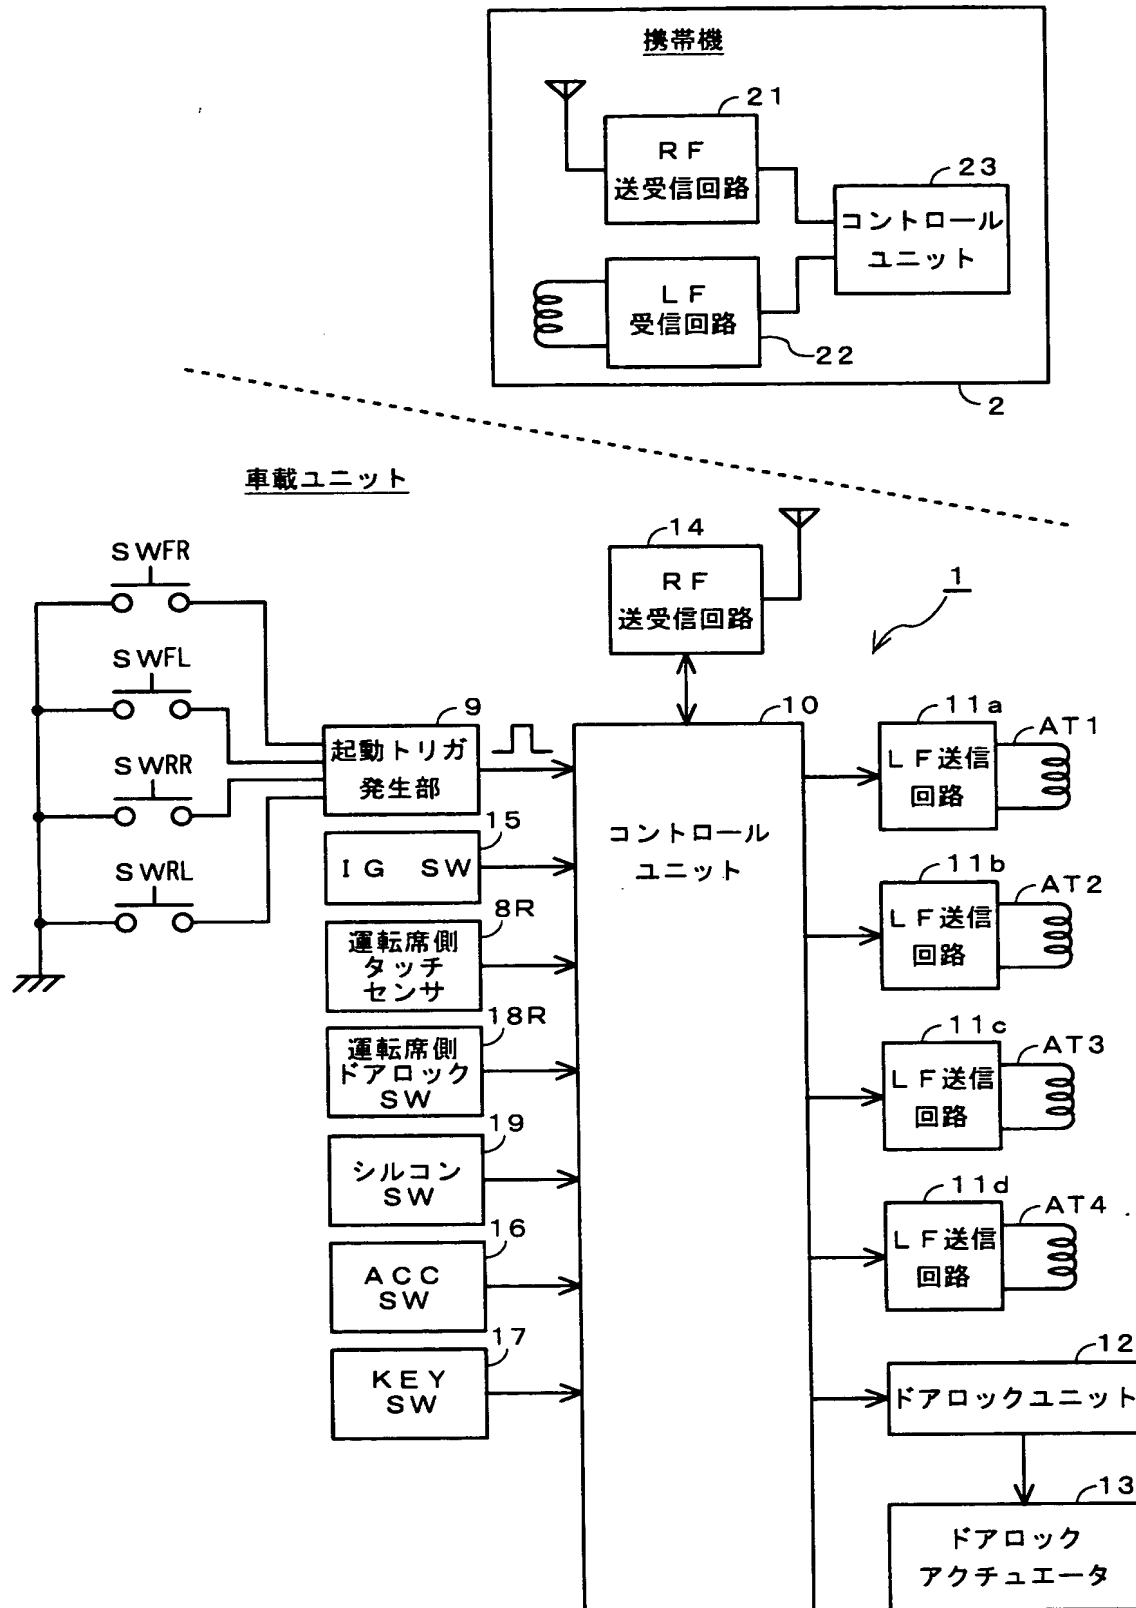 携帯機
21
RF
送受信回路
23
コントロール
ユニット
LF
受信回路
22
2
車載ユニット
14
RF
送受信回路
1
SWFR
SWFL
SWRR
SWRL
9
起動トリガ
発生部
10
コントロール
ユニット
15
IG SW
8R
運転席側
タッチ
センサ
18R
運転席側
ドアロック
SW
19
シルコン
SW
16
ACC
SW
17
KEY
SW
11a
AT1
LF送信
回路
11b
AT2
LF送信
回路
11c
AT3
LF送信
回路
11d
AT4
LF送信
回路
12
ドアロックユニット
13
ドアロック
アクチュエータ